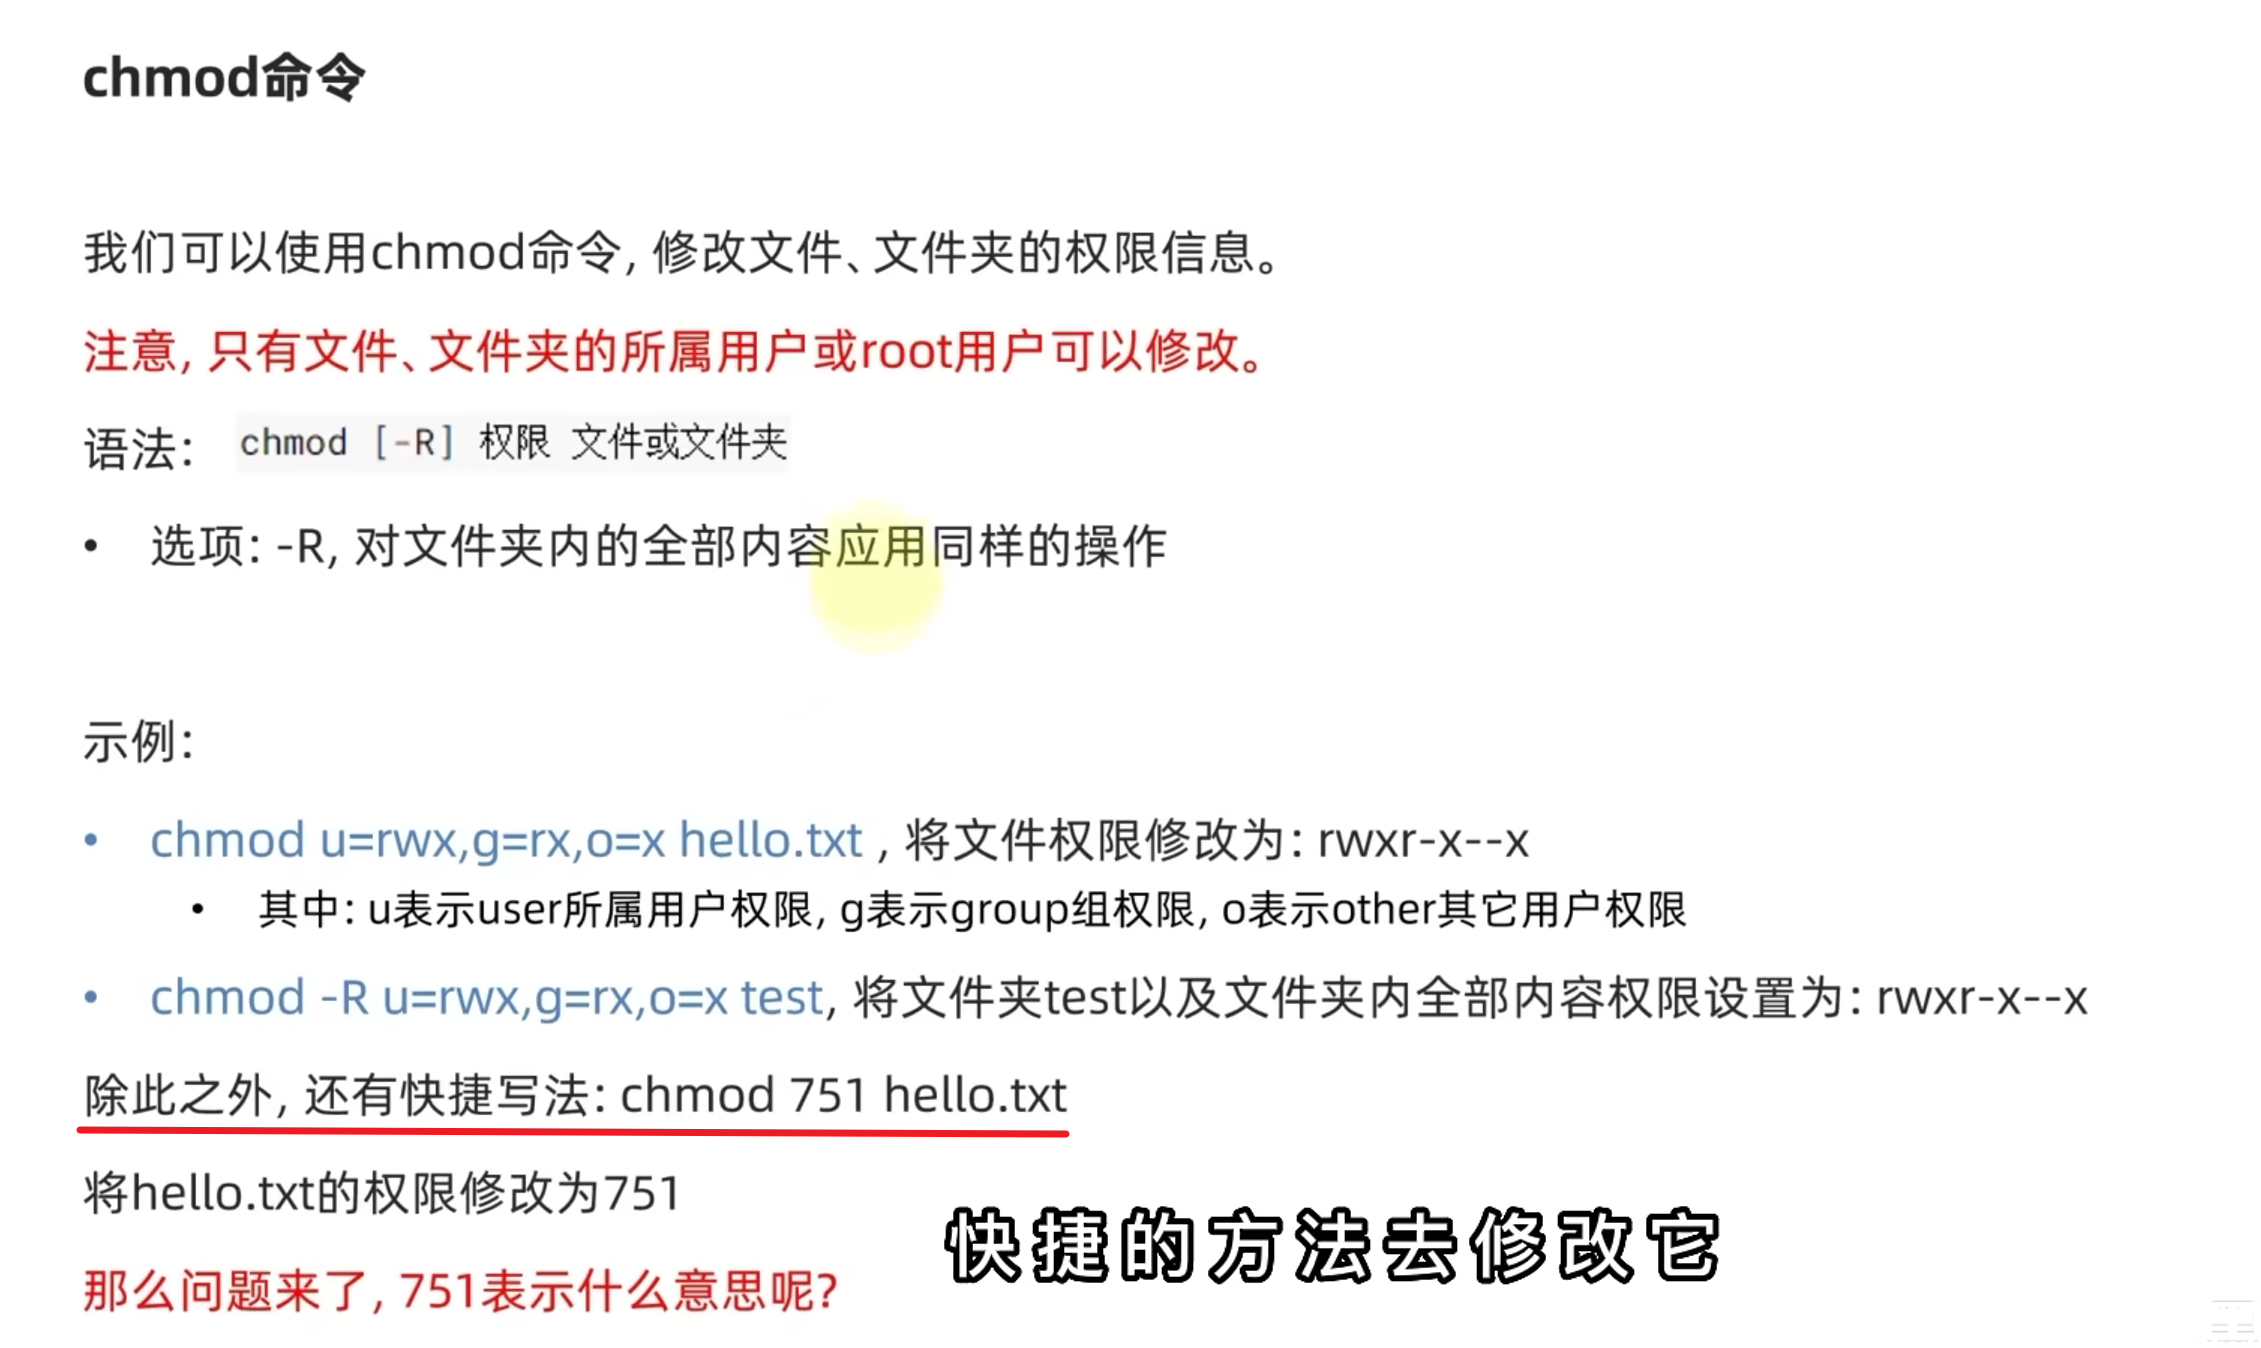 chmod命令
我们可以使用chmod命令, 修改文件、文件夹的权限信息。
注意, 只有文件、文件夹的所属用户或root用户可以修改。
语法: chmod [-R] 权限 文件或文件夹
• 选项: -R, 对文件夹内的全部内容应用同样的操作
示例:
• chmod u=rwx,g=rx,o=x hello.txt , 将文件权限修改为: rwxr-x--x
• 其中: u表示user所属用户权限, g表示group组权限, o表示other其它用户权限
• chmod -R u=rwx,g=rx,o=x test, 将文件夹test以及文件夹内全部内容权限设置为: rwxr-x--x
除此之外, 还有快捷写法: chmod 751 hello.txt
将hello.txt的权限修改为751
快捷的方法去修改它
那么问题来了, 751表示什么意思呢?